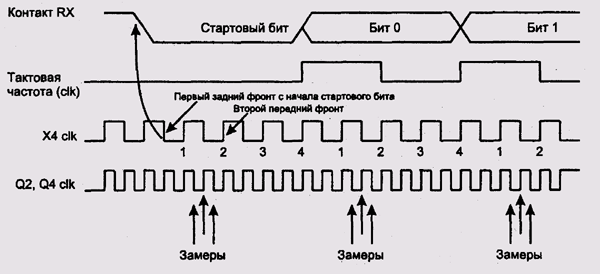 Контакт RX
Стартовый бит
Бит 0
Бит 1
Тактовая
частота (clk)
Первый задний фронт с начала стартового бита
Второй передний фронт
X4 clk
1 2 3 4 1 2 3 4 1 2
Q2, Q4 clk
Замеры Замеры Замеры